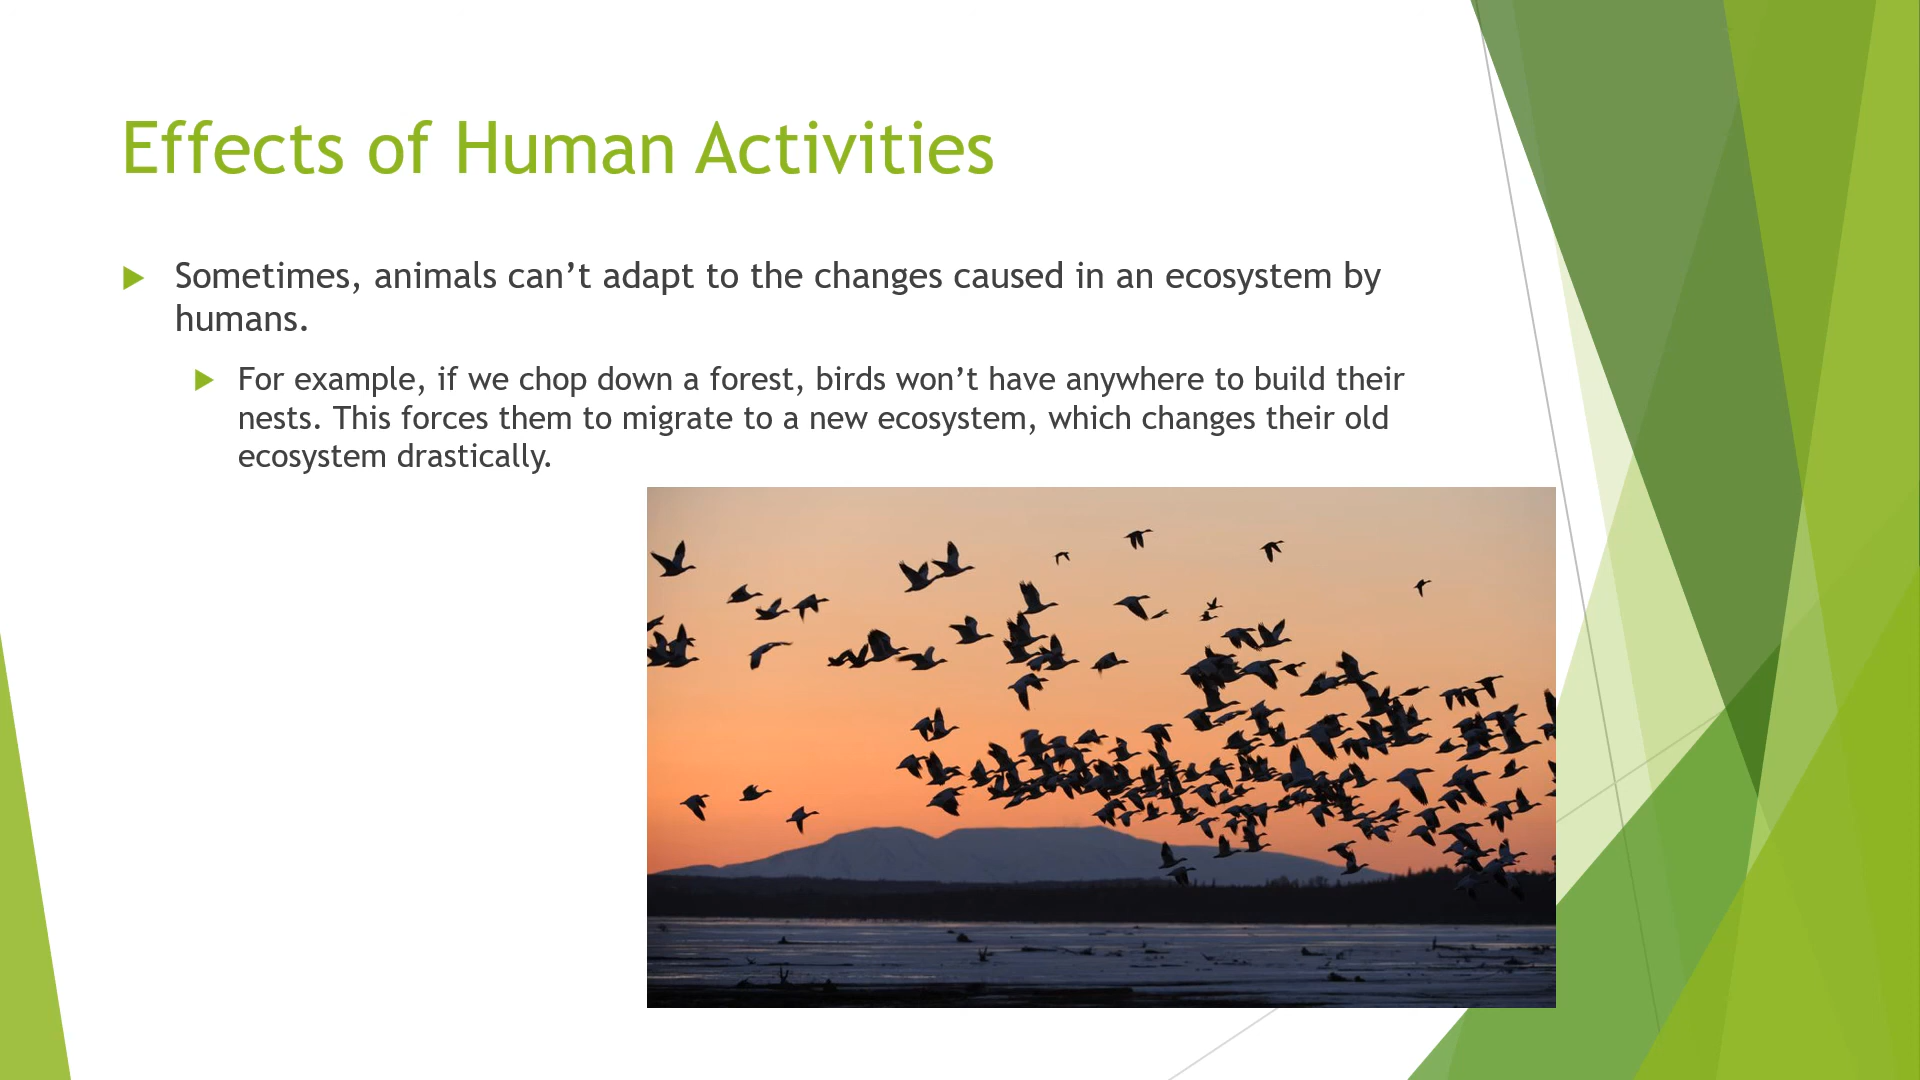 Effects of Human Activities
Sometimes, animals can’t adapt to the changes caused in an ecosystem by
humans.
For example, if we chop down a forest, birds won’t have anywhere to build their
nests. This forces them to migrate to a new ecosystem, which changes their old
ecosystem drastically.